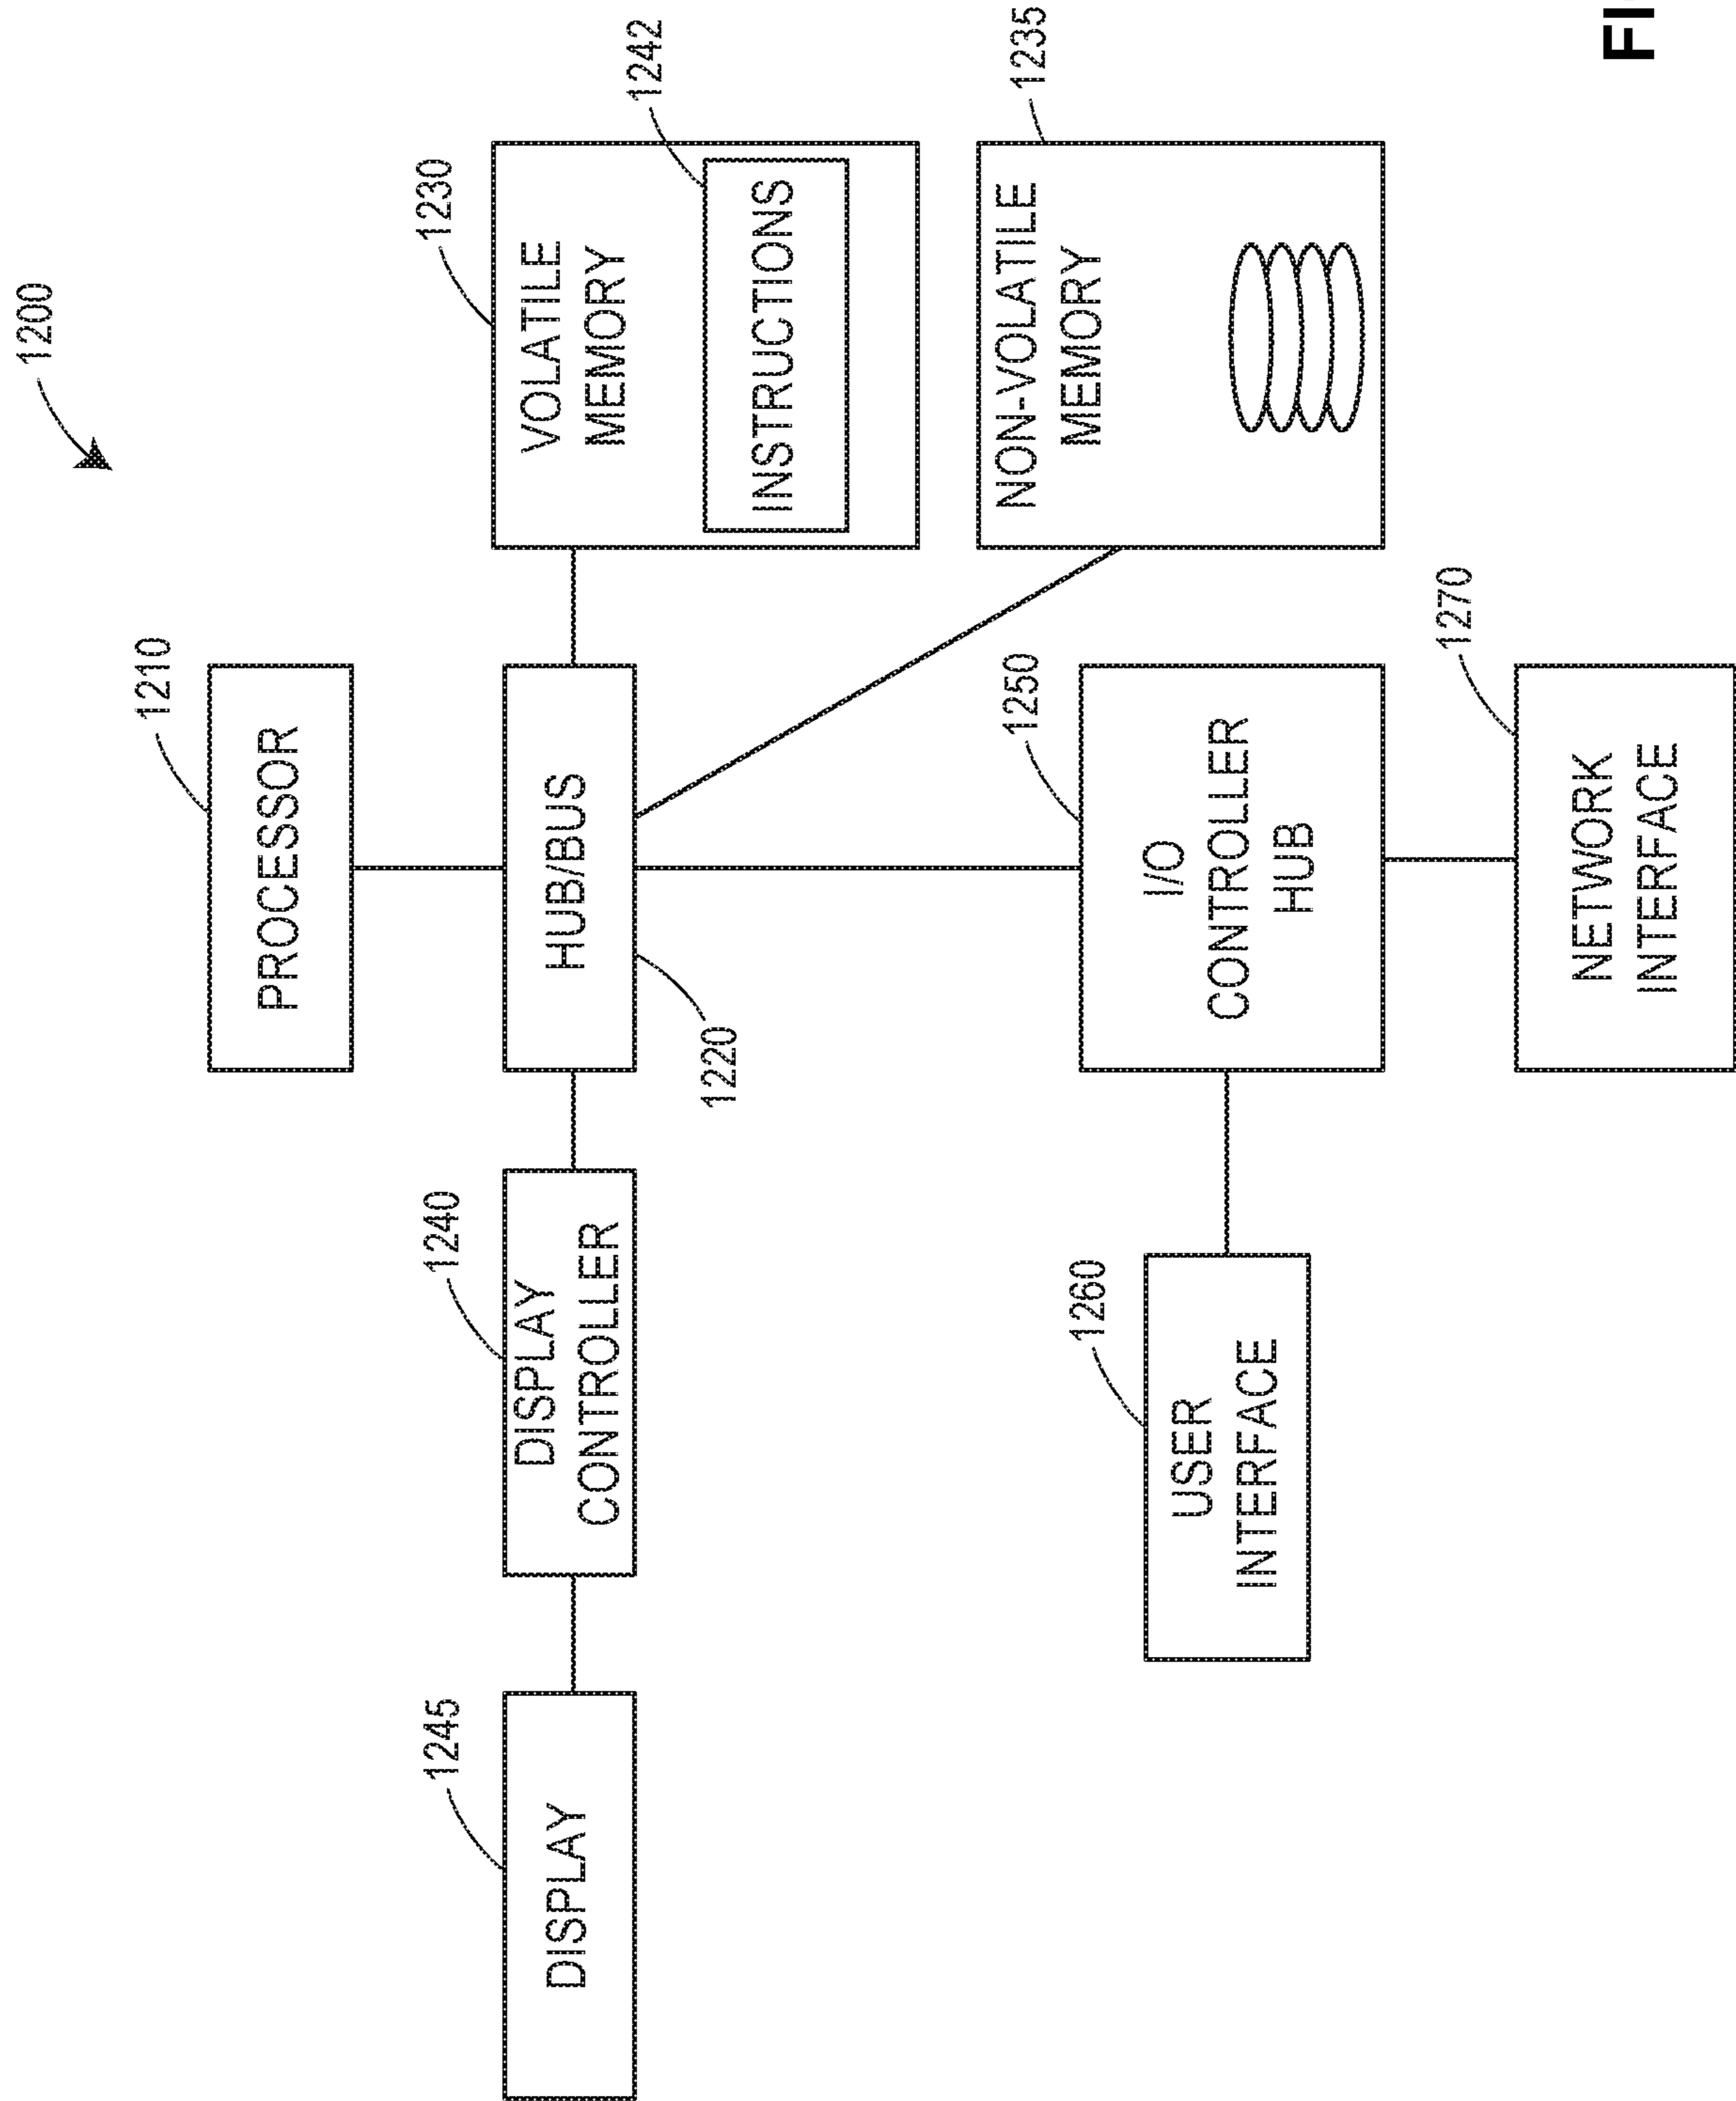 1200
1210
PROCESSOR
1230
VOLATILE
MEMORY
1242
INSTRUCTIONS
1245
DISPLAY
1240
DISPLAY
CONTROLLER
HUB/BUS
1220
1235
NON-VOLATILE
MEMORY
1260
USER
INTERFACE
1250
I/O
CONTROLLER
HUB
1270
NETWORK
INTERFACE